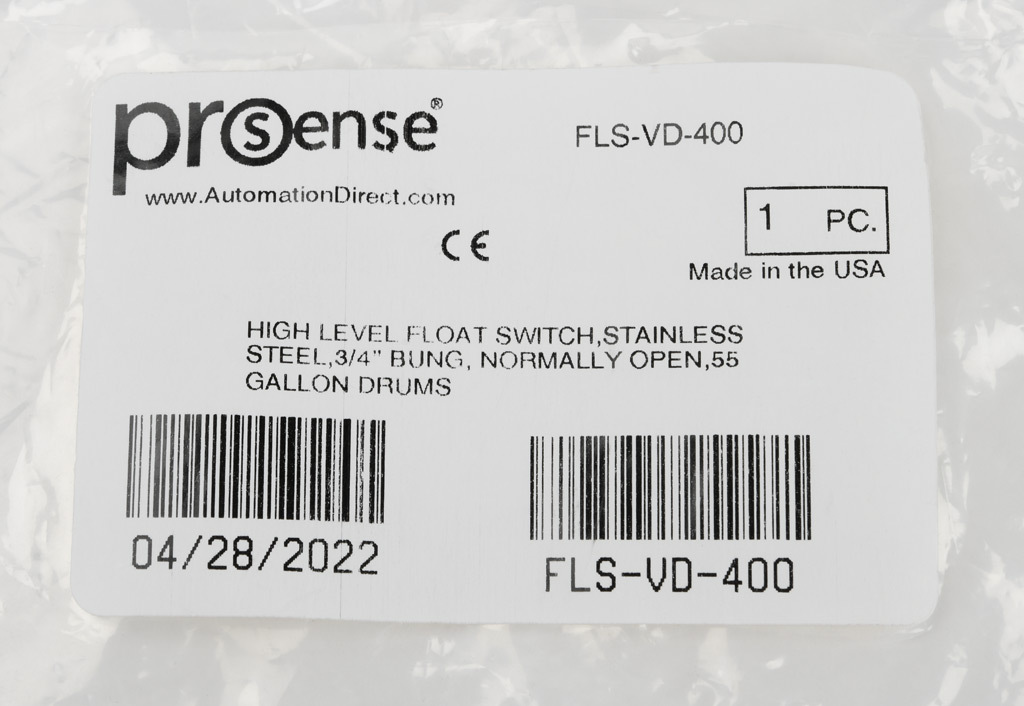 prosense®
FLS-VD-400
www.AutomationDirect.com
CE
1 PC.
Made in the USA
HIGH LEVEL FLOAT SWITCH,STAINLESS
STEEL,3/4" BUNG, NORMALLY OPEN,55
GALLON DRUMS
04/28/2022
FLS-VD-400